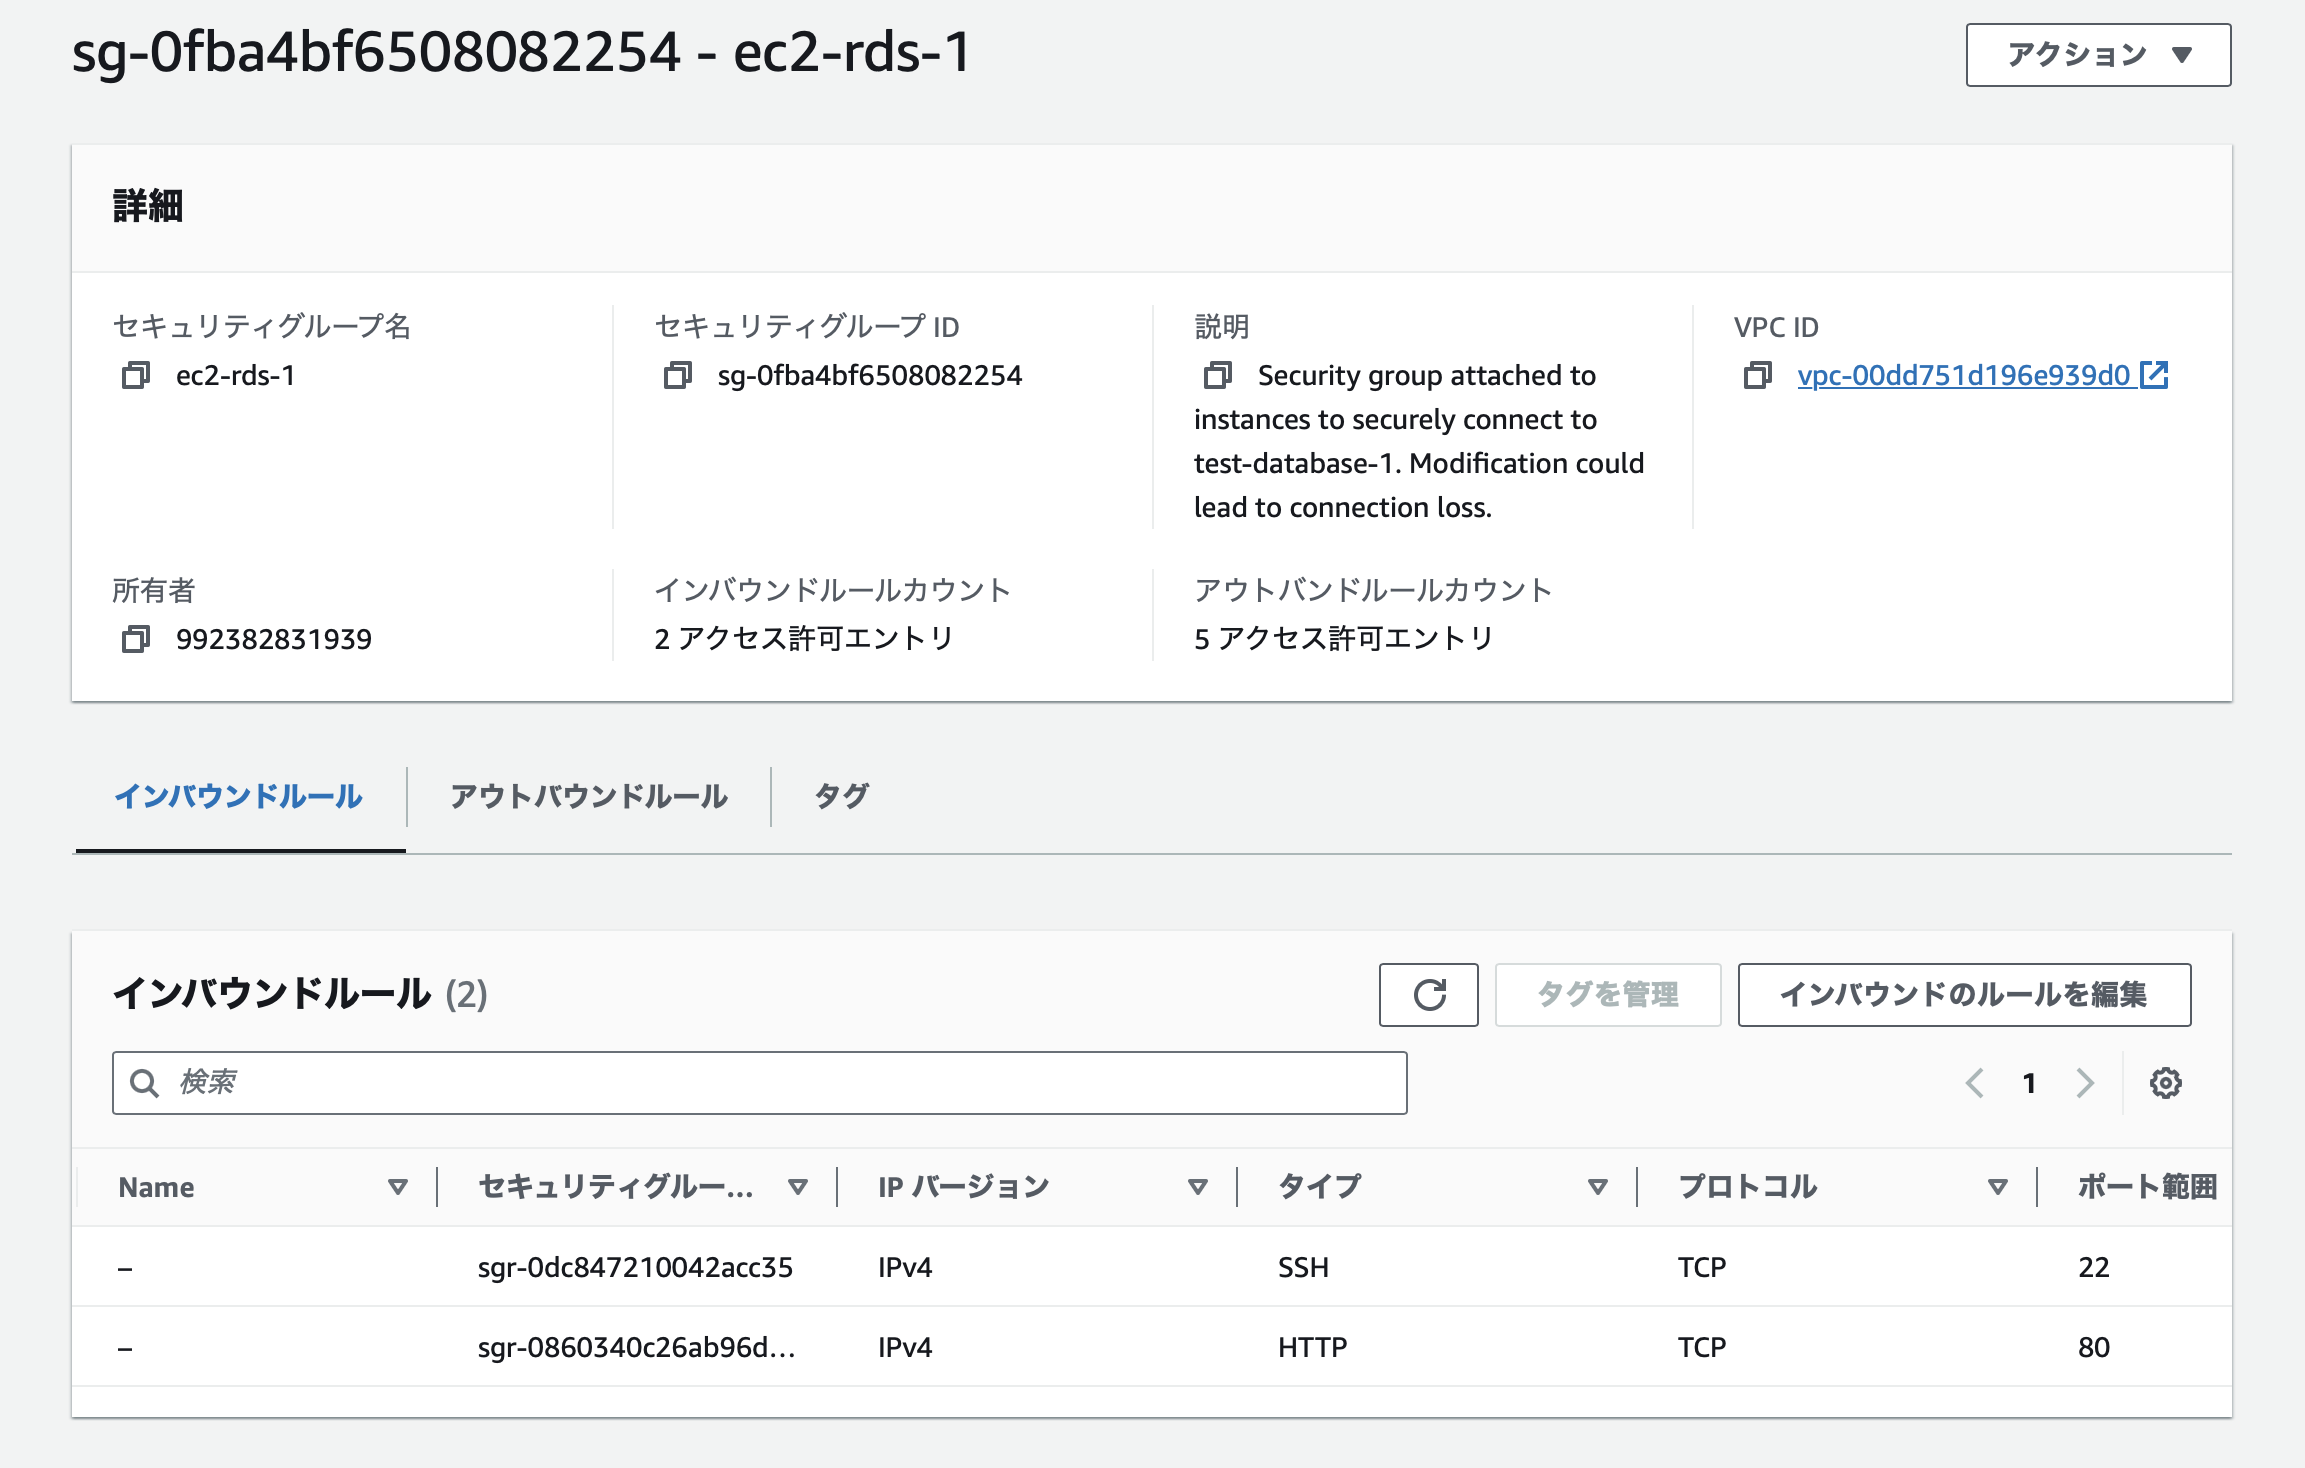 sg-0fba4bf6508082254 - ec2-rds-1
アクション
詳細
セキュリティグループ名
ec2-rds-1
セキュリティグループ ID
sg-0fba4bf6508082254
説明
Security group attached to
instances to securely connect to
test-database-1. Modification could
lead to connection loss.
VPC ID
vpc-00dd751d196e939d0
所有者
992382831939
インバウンドルールカウント
2 アクセス許可エントリ
アウトバンドルールカウント
5 アクセス許可エントリ
インバウンドルール アウトバウンドルール タグ
インバウンドルール (2)
タグを管理 インバウンドのルールを編集
検索
1
Name セキュリティグルー... IP バージョン タイプ プロトコル ポート範囲
– sgr-0dc847210042acc35 IPv4 SSH TCP 22
– sgr-0860340c26ab96d... IPv4 HTTP TCP 80